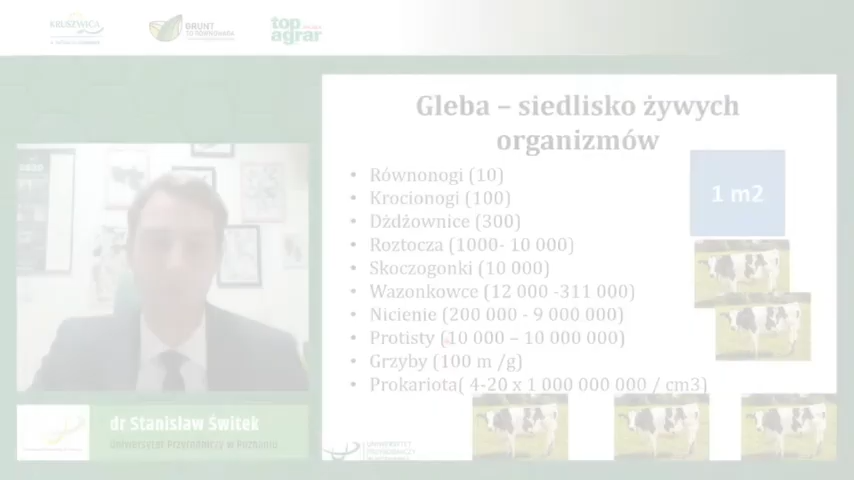 KRUSZWICA
GRUNT
TO RÓWNOWAGA
top
agrar
Gleba – siedlisko żywych
organizmów
• Równonogi (10)
• Krocionogi (100)
• Dżdżownice (300)
• Roztocza (1000- 10 000)
• Skoczogonki (10 000)
• Wazonkowce (12 000 -311 000)
• Nicienie (200 000 - 9 000 000)
• Protisty (10 000 – 10 000 000)
• Grzyby (100 m /g)
• Prokariota( 4-20 x 1 000 000 000 / cm3)
1 m2
dr Stanisław Świtek
Uniwersytet Przyrodniczy w Poznaniu
UNIWERSYTET
PRZYRODNICZY